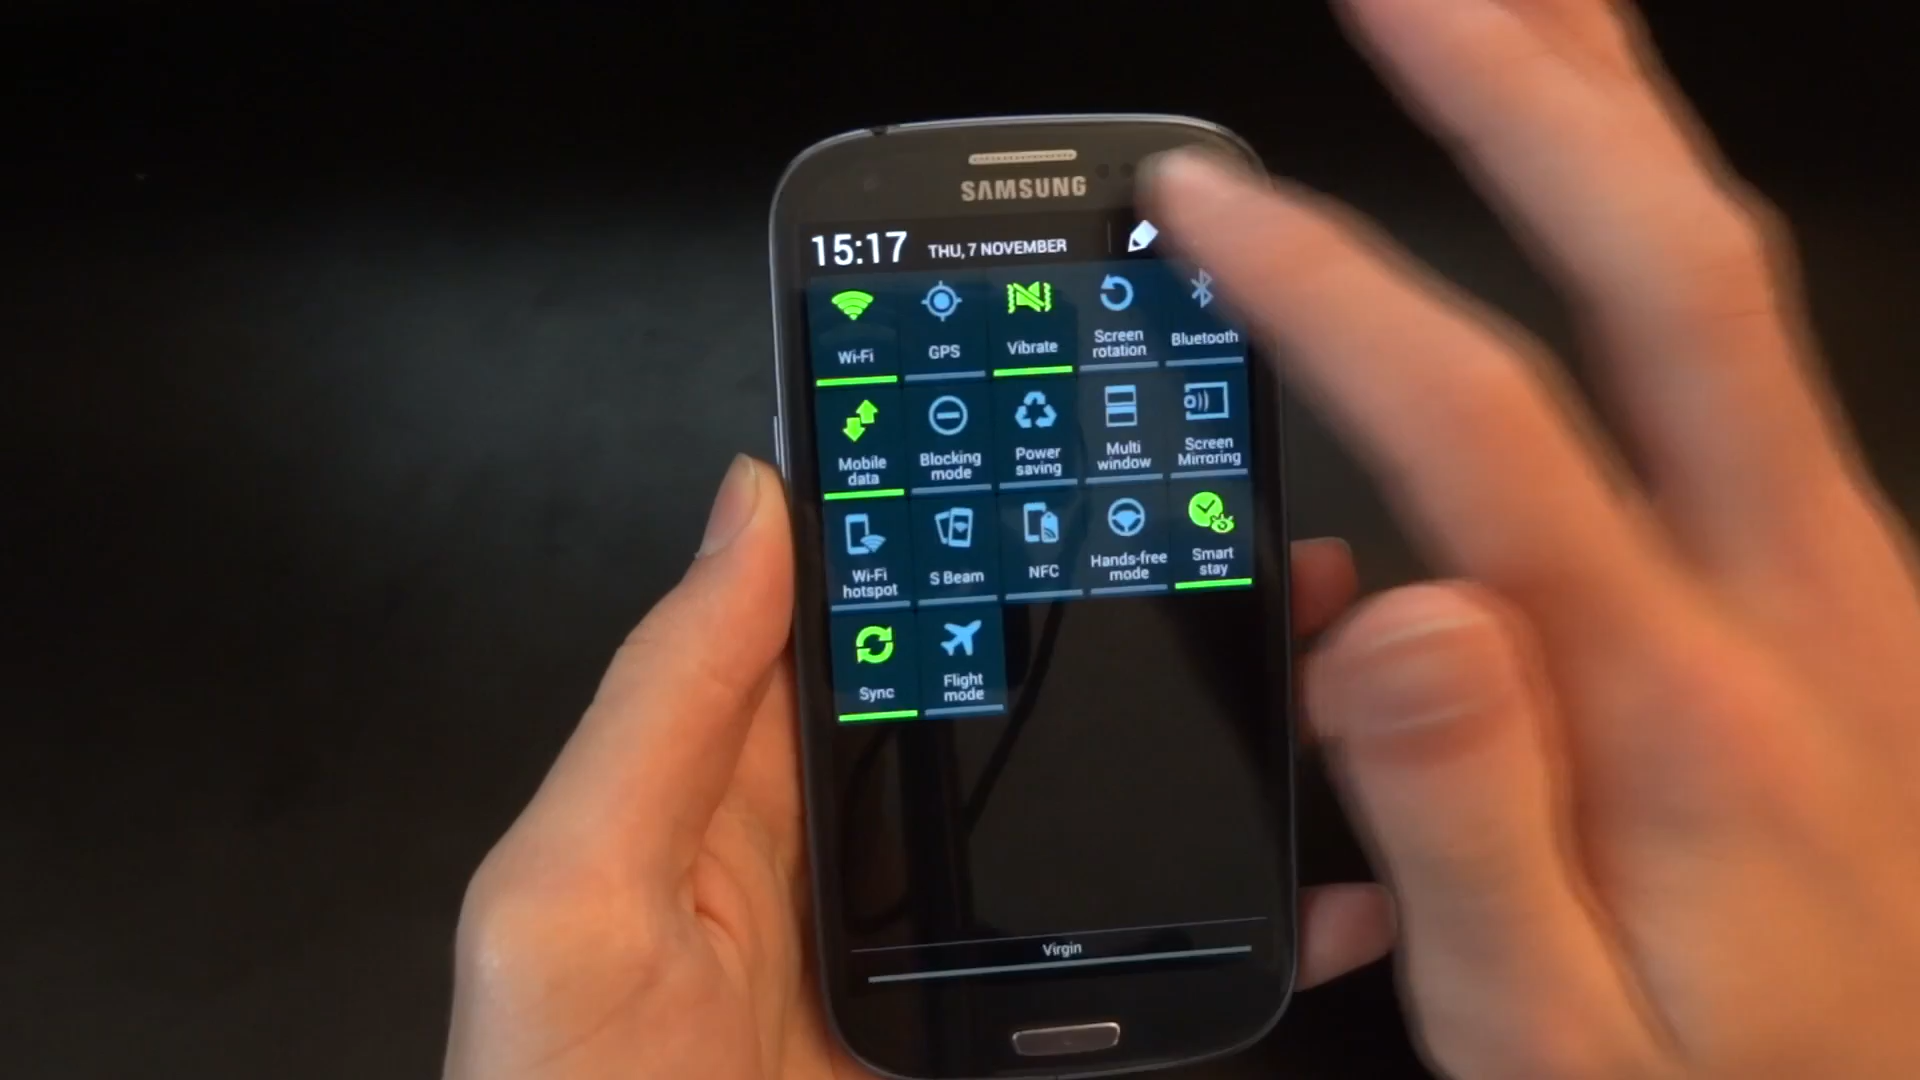 SAMSUNG
15:17 THU, 7 NOVEMBER
Wi-Fi
GPS
Vibrate
Screen
rotation
Bluetooth
Mobile
data
Blocking
mode
Power
saving
Multi
window
Screen
Mirroring
Wi-Fi
hotspot
S Beam
NFC
Hands-free
mode
Smart
stay
Sync
Flight
mode
Virgin